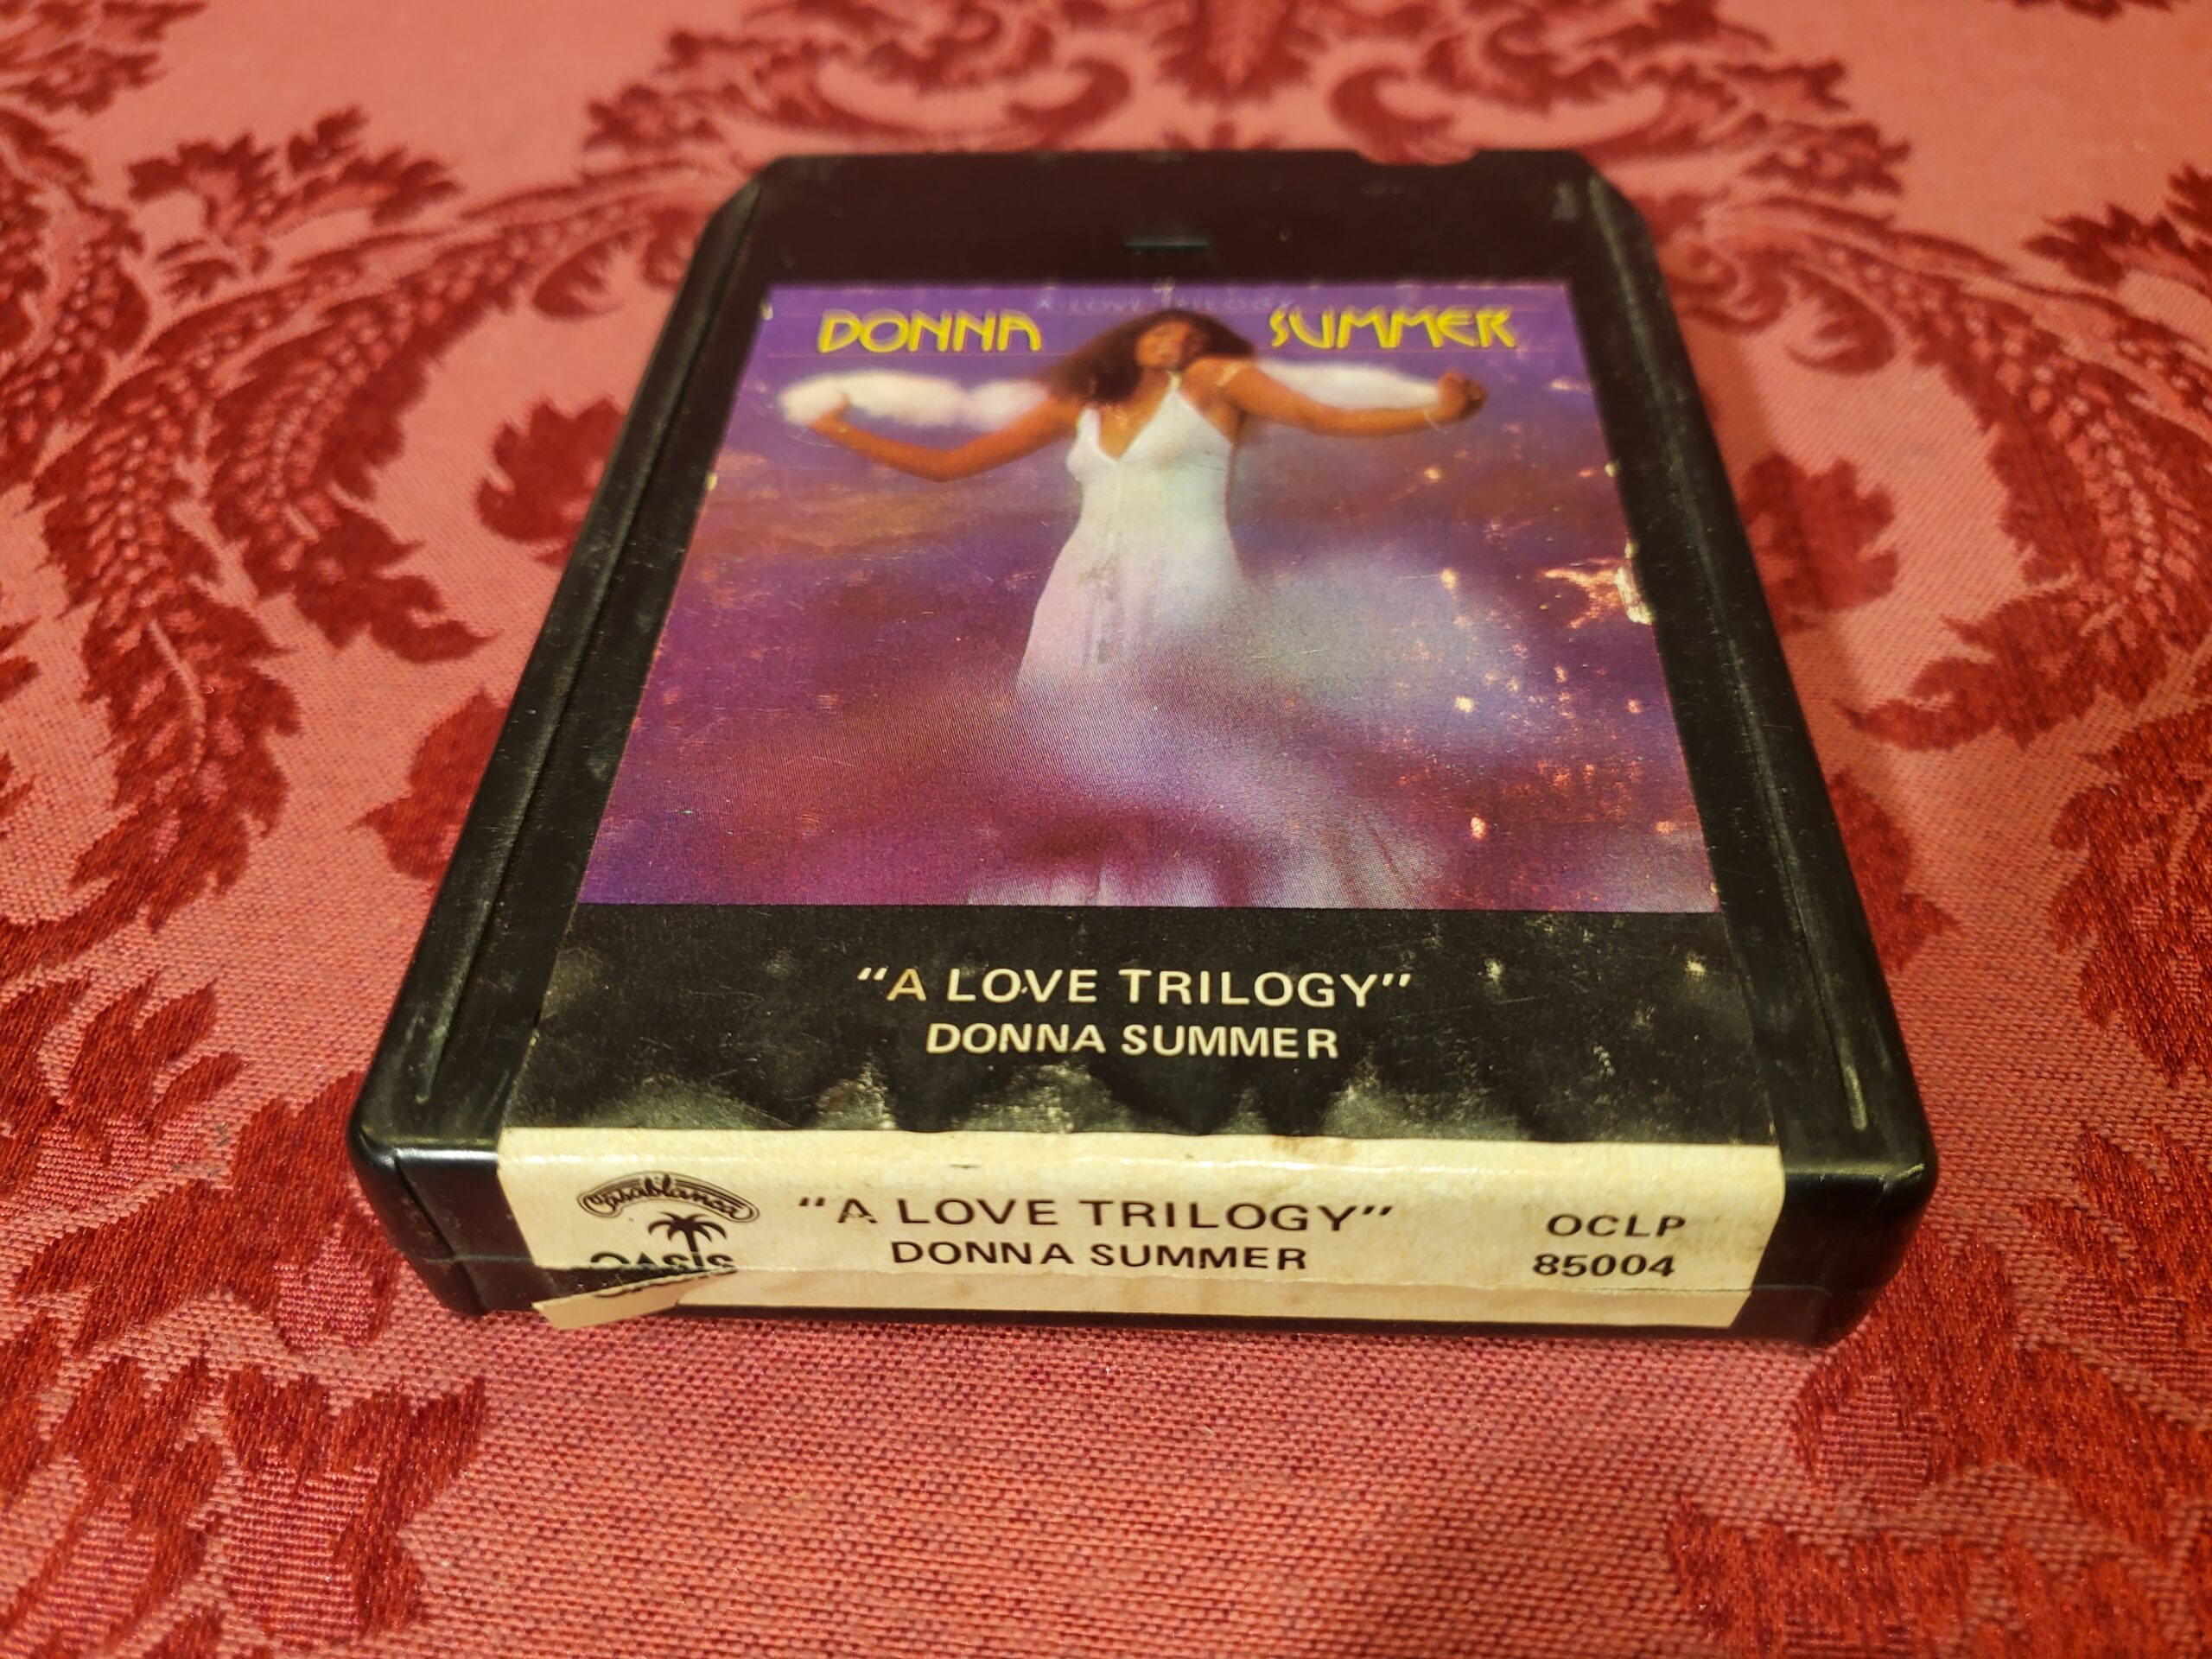 A LOVE TRILOGY
DONNA SUMMER
“A LOVE TRILOGY”
DONNA SUMMER
Casablanca
OASIS
“A LOVE TRILOGY”
DONNA SUMMER
OCLP
85004